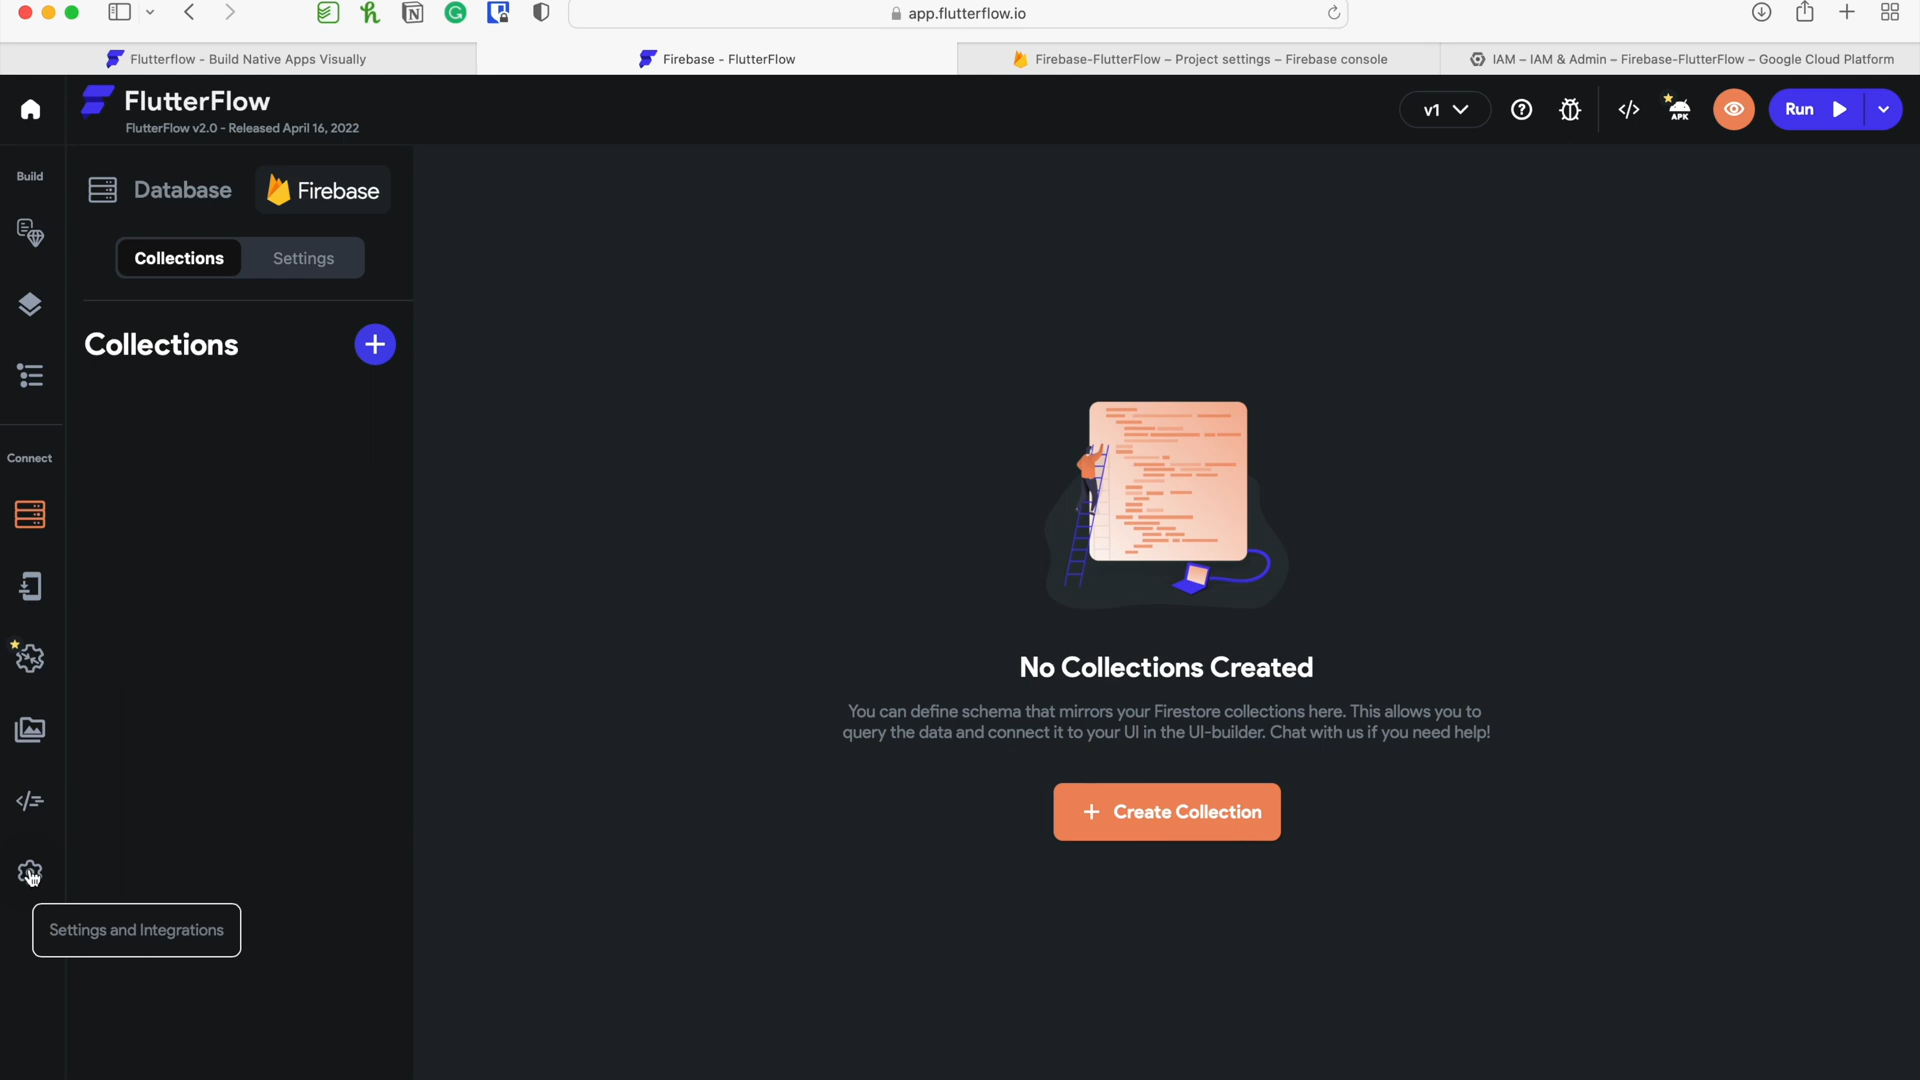 app.flutterflow.io
Flutterflow - Build Native Apps Visually
Firebase - FlutterFlow
Firebase-FlutterFlow – Project settings – Firebase console
IAM – IAM & Admin – Firebase-FlutterFlow – Google Cloud Platform
FlutterFlow
FlutterFlow v2.0 - Released April 16, 2022
v1
APK
Run
Build
Database
Firebase
Collections
Settings
Collections
Connect
No Collections Created
You can define schema that mirrors your Firestore collections here. This allows you to
query the data and connect it to your UI in the UI-builder. Chat with us if you need help!
+ Create Collection
Settings and Integrations